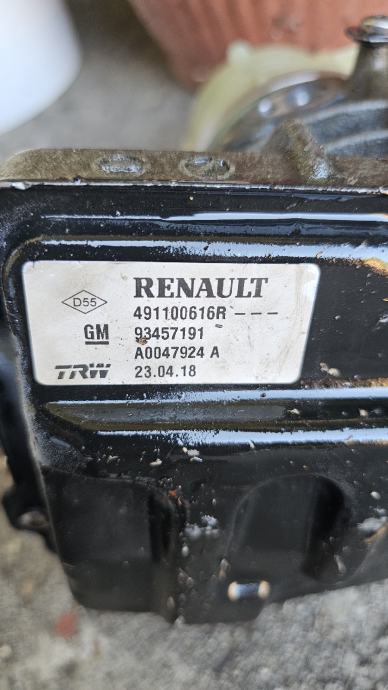 RENAULT
D55
491100616R---
GM 93457191
A0047924 A
TRW 23.04.18